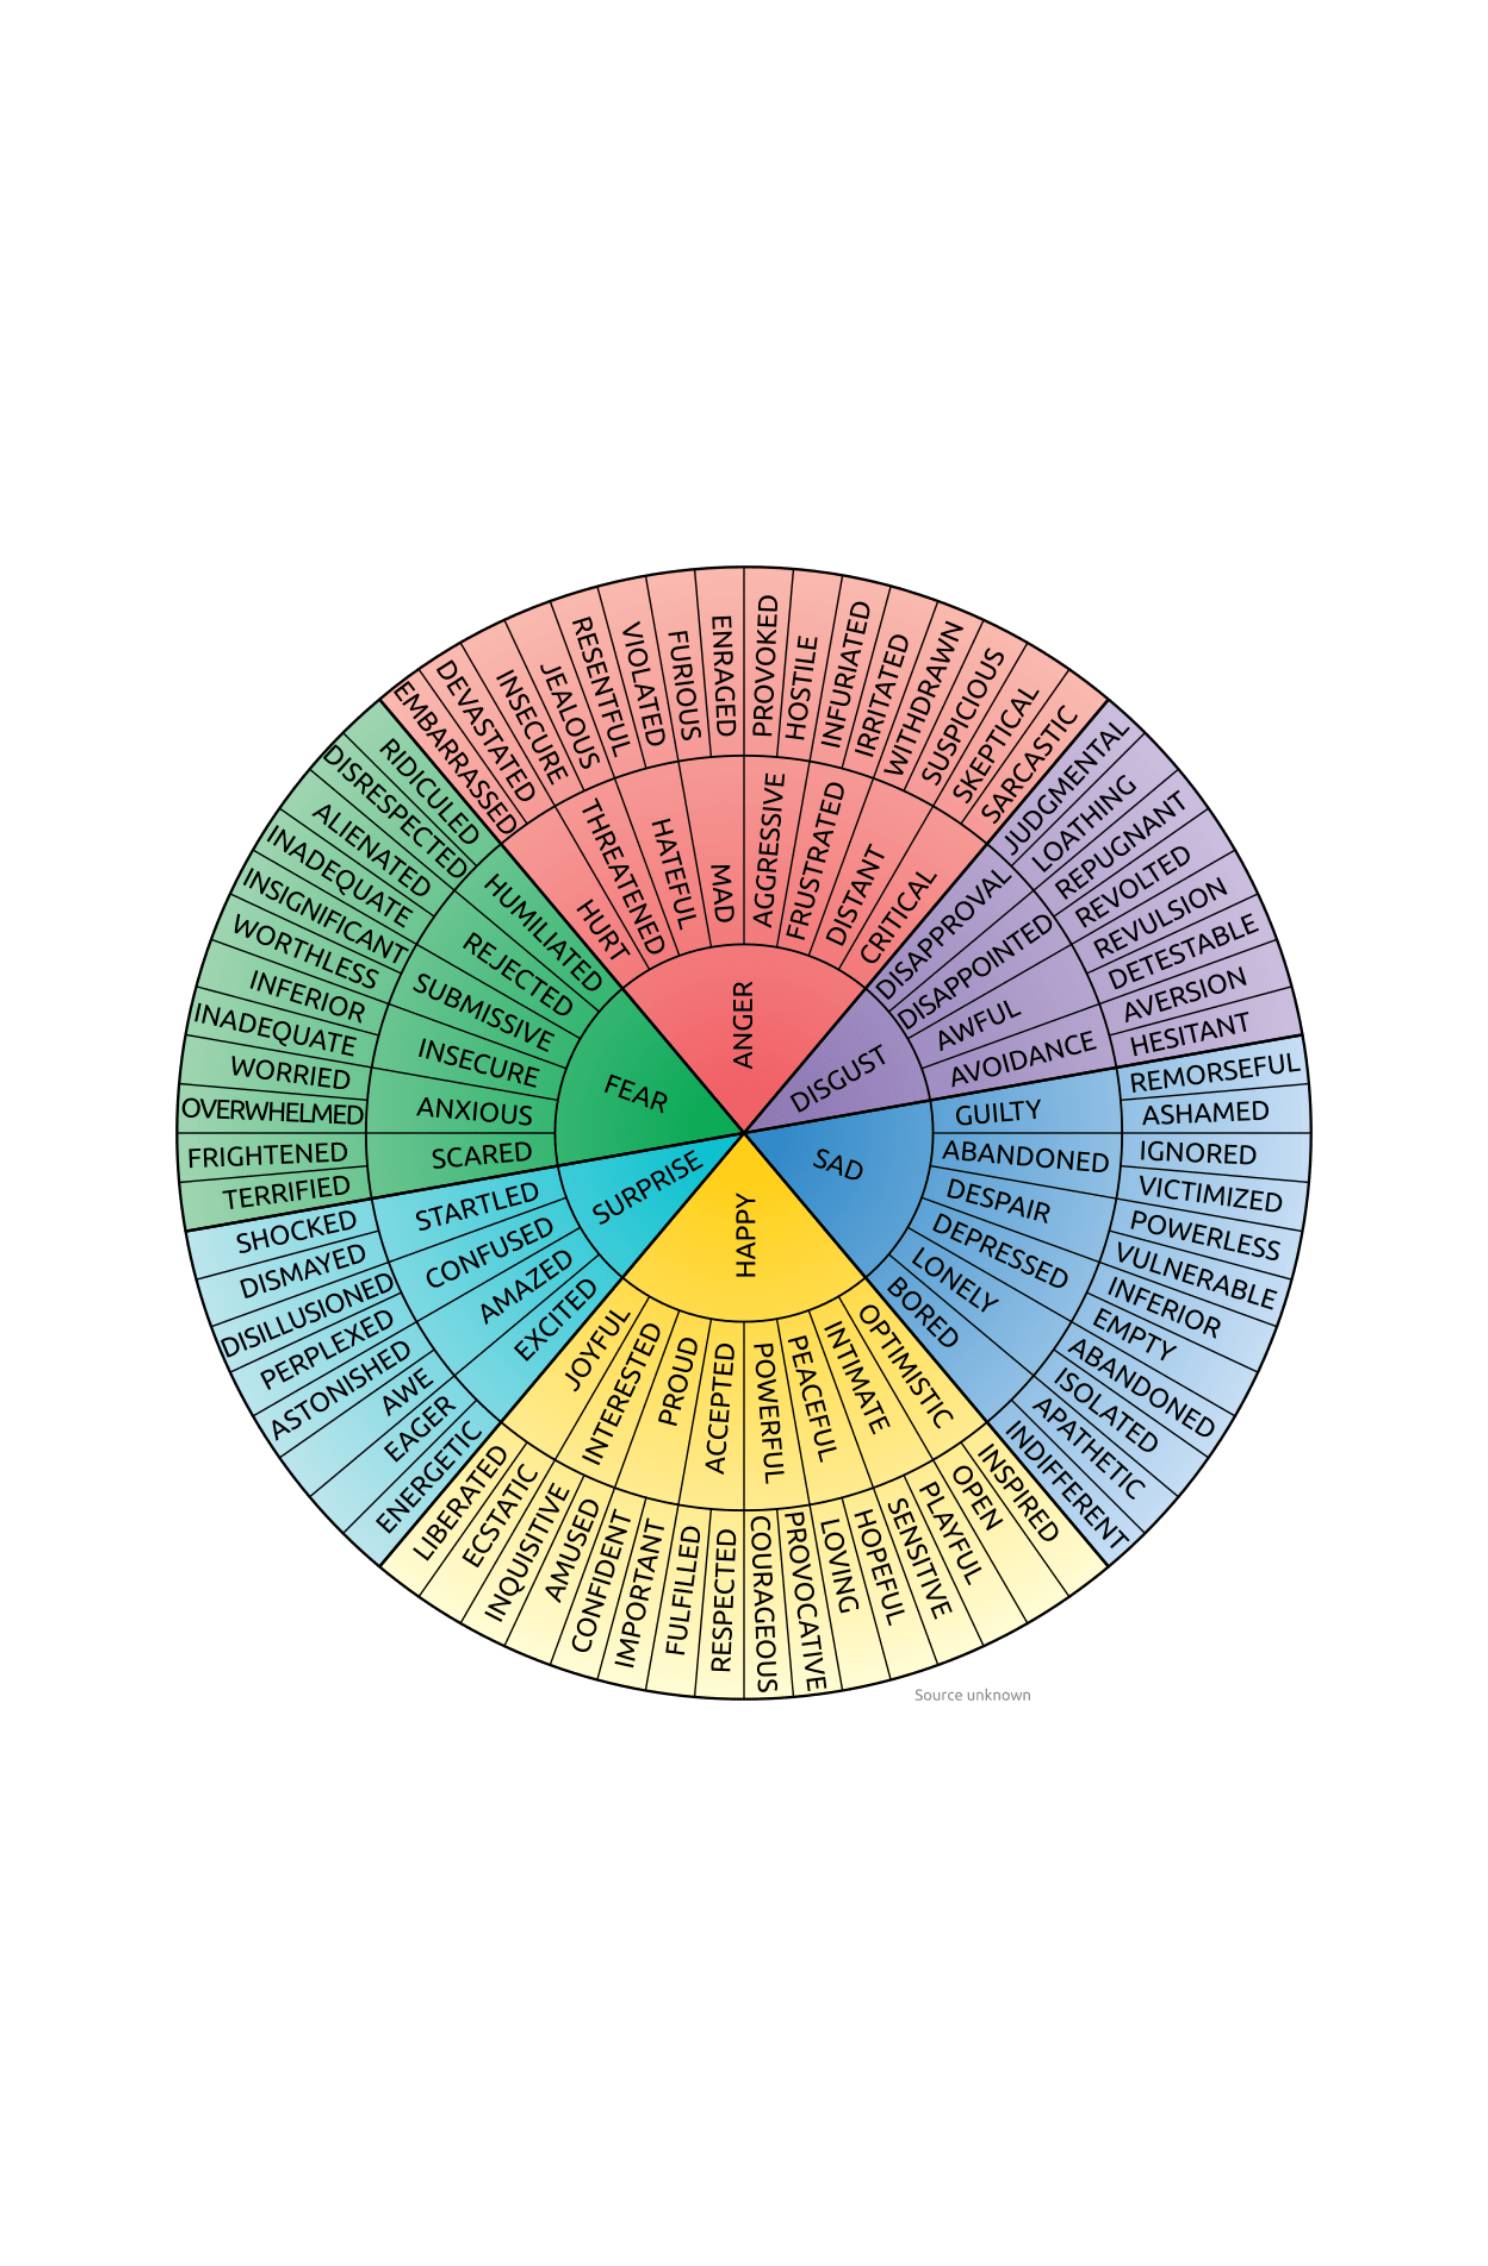 ANGER
DISGUST
SAD
HAPPY
SURPRISE
FEAR
HURT
THREATENED
HATEFUL
MAD
AGGRESSIVE
FRUSTRATED
DISTANT
CRITICAL
DISAPPROVAL
DISAPPOINTED
AWFUL
AVOIDANCE
GUILTY
ABANDONED
DESPAIR
DEPRESSED
LONELY
BORED
OPTIMISTIC
INTIMATE
PEACEFUL
POWERFUL
ACCEPTED
PROUD
INTERESTED
JOYFUL
EXCITED
AMAZED
CONFUSED
STARTLED
SCARED
ANXIOUS
INSECURE
SUBMISSIVE
REJECTED
HUMILIATED
EMBARRASSED
DEVASTATED
INSECURE
JEALOUS
RESENTFUL
VIOLATED
FURIOUS
ENRAGED
PROVOKED
HOSTILE
INFURIATED
IRRITATED
WITHDRAWN
SUSPICIOUS
SKEPTICAL
SARCASTIC
JUDGMENTAL
LOATHING
REPUGNANT
REVOLTED
REVULSION
DETESTABLE
AVERSION
HESITANT
REMORSEFUL
ASHAMED
IGNORED
VICTIMIZED
POWERLESS
VULNERABLE
INFERIOR
EMPTY
ABANDONED
ISOLATED
APATHETIC
INDIFFERENT
INSPIRED
OPEN
PLAYFUL
SENSITIVE
HOPEFUL
LOVING
PROVOCATIVE
COURAGEOUS
RESPECTED
FULFILLED
IMPORTANT
CONFIDENT
AMUSED
INQUISITIVE
ECSTATIC
LIBERATED
ENERGETIC
EAGER
AWE
ASTONISHED
PERPLEXED
DISILLUSIONED
DISMAYED
SHOCKED
TERRIFIED
FRIGHTENED
OVERWHELMED
WORRIED
INADEQUATE
INFERIOR
WORTHLESS
INSIGNIFICANT
INADEQUATE
ALIENATED
DISRESPECTED
RIDICULED
Source unknown